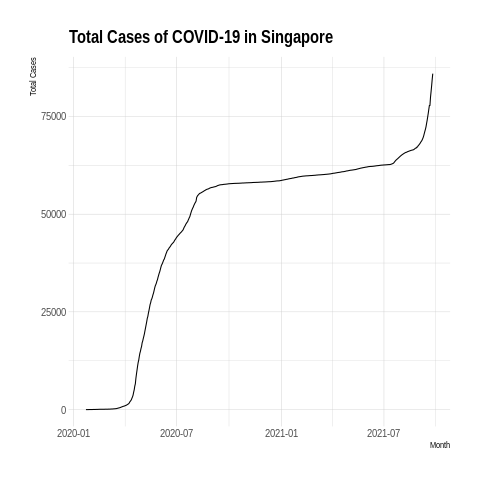 Total Cases of COVID-19 in Singapore
Total Cases
75000
50000
25000
0
2020-01 2020-07 2021-01 2021-07
Month